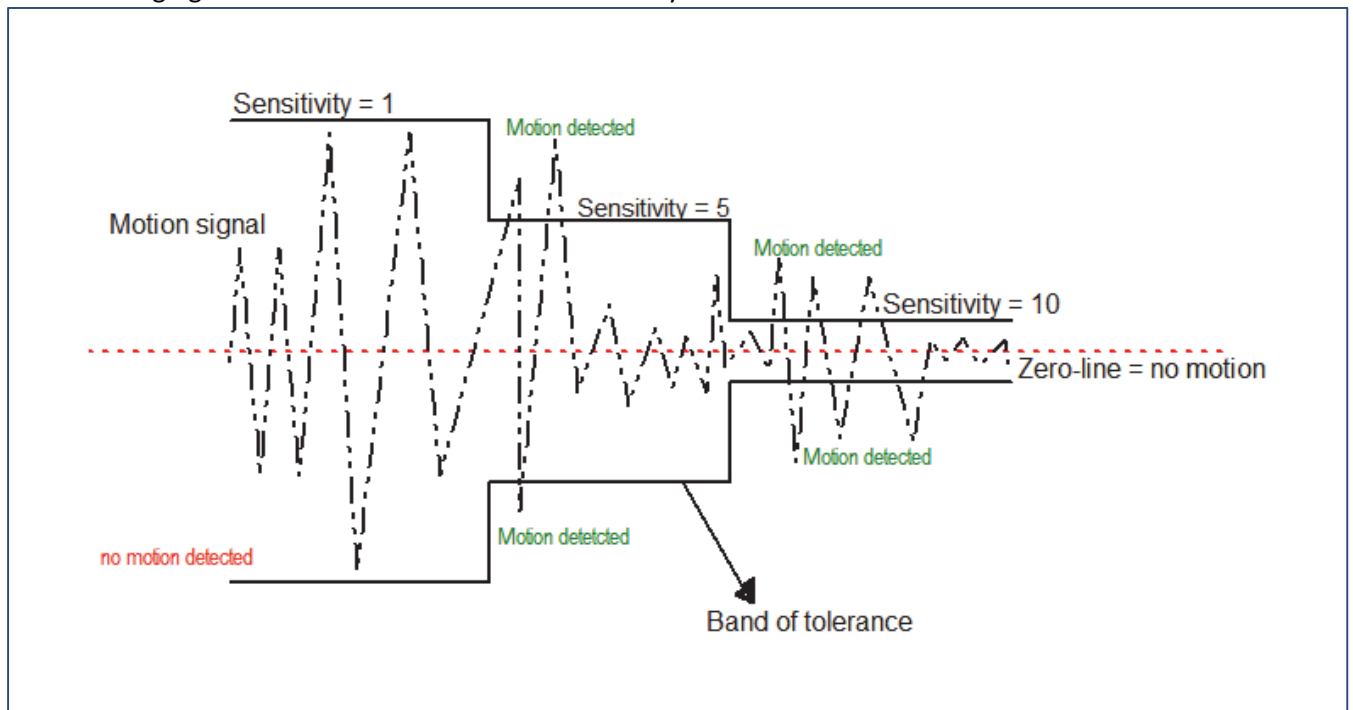 Sensitivity = 1
Motion detected
Sensitivity = 5
Motion signal
Motion detected
Sensitivity = 10
Zero-line = no motion
Motion detected
Motion detetcted
no motion detected
Band of tolerance